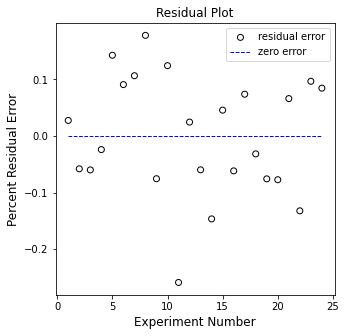 Residual Plot
residual error
zero error
Percent Residual Error
0.1
0.0
−0.1
−0.2
0 5 10 15 20 25
Experiment Number